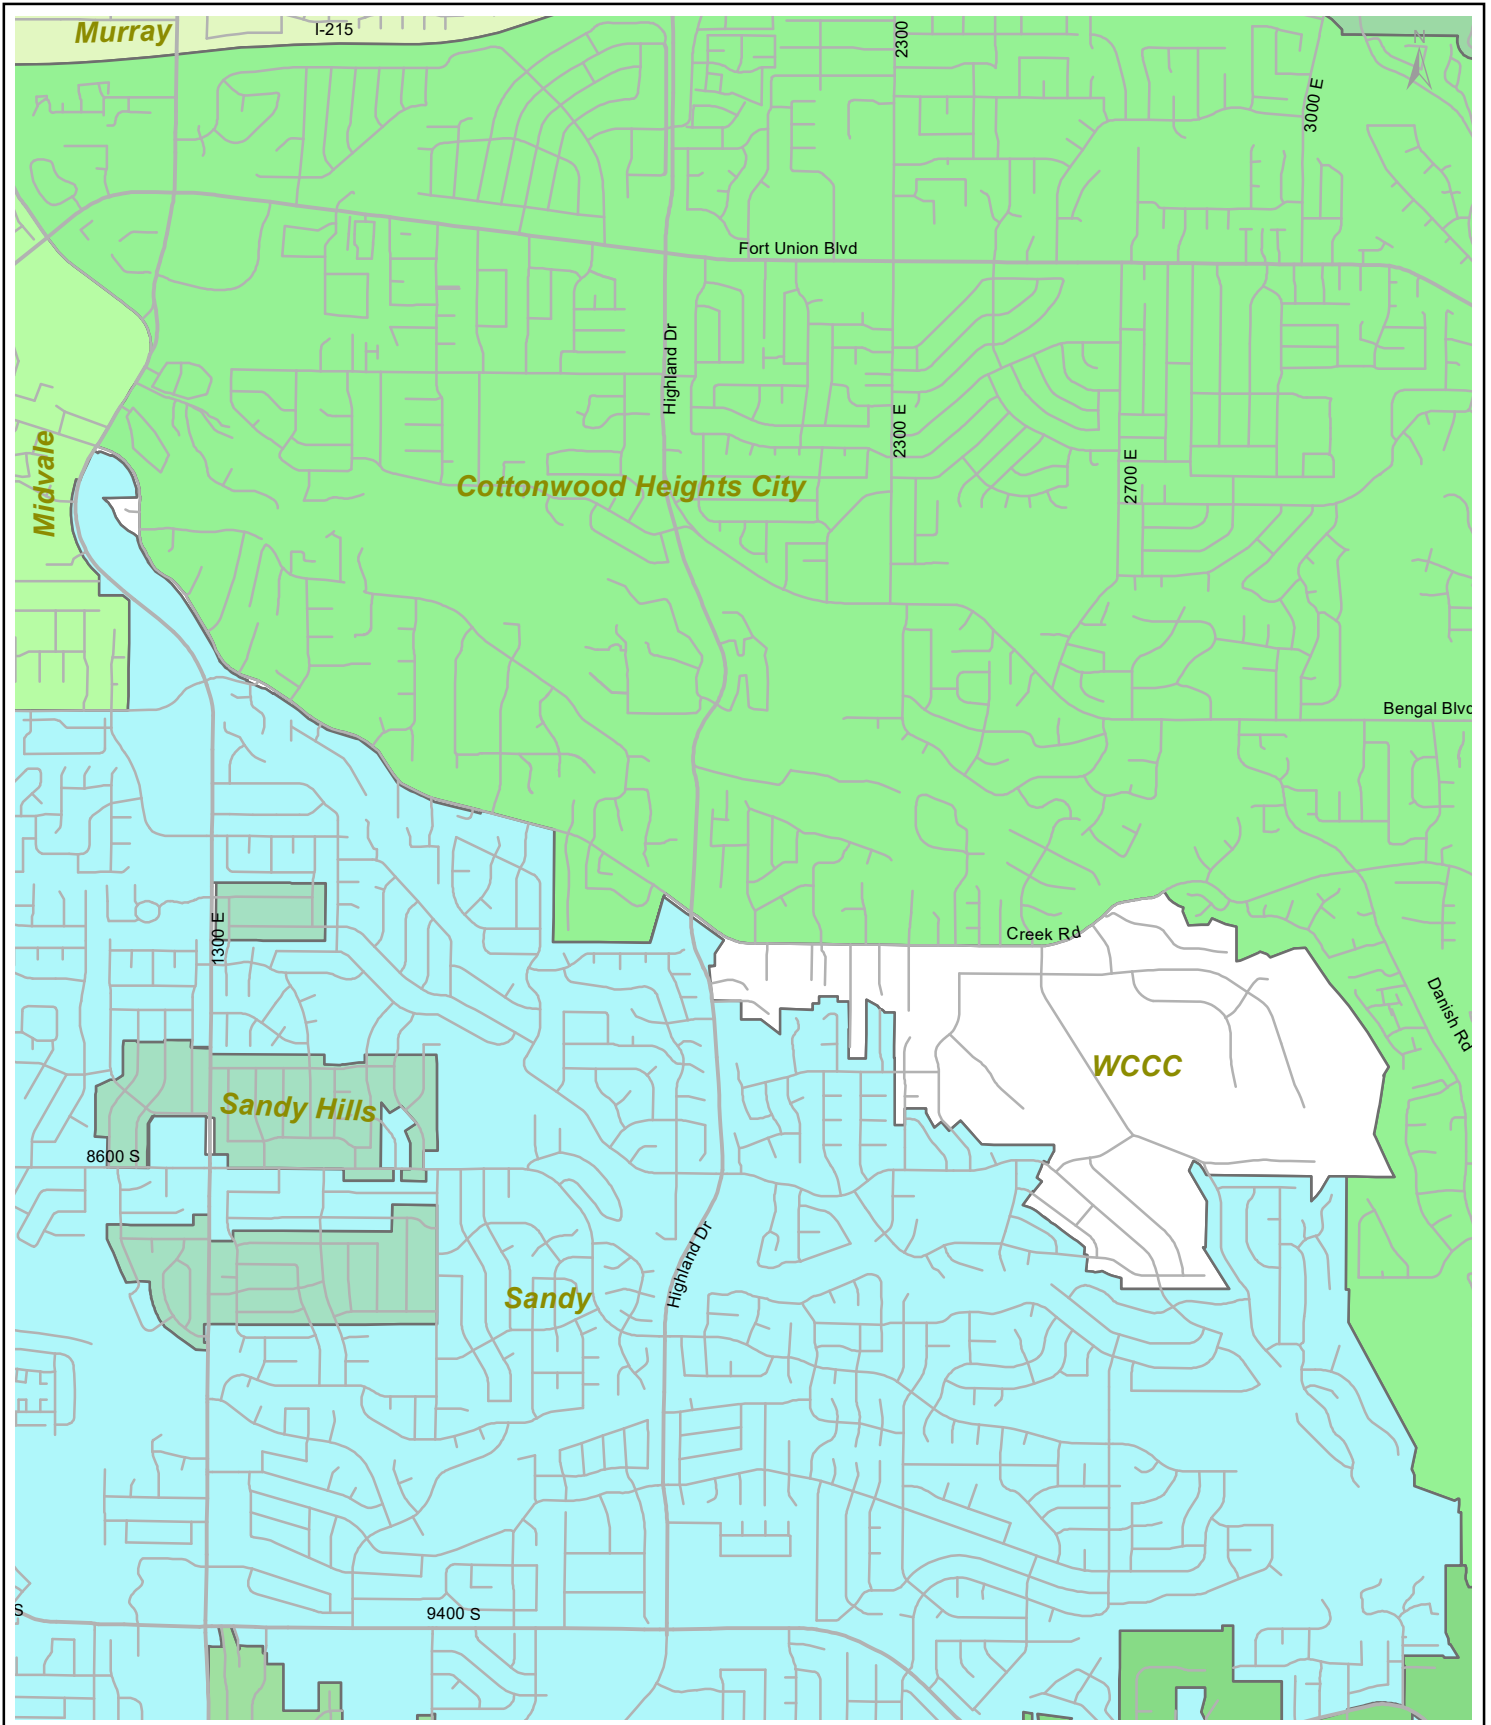 Murray
I-215
2300
N
3000 E
Fort Union Blvd
Highland Dr
2300 E
Midvale
2700 E
Cottonwood Heights City
Bengal Blvd
1300 E
Creek Rd
Danish Rd
WCCC
Sandy Hills
8600 S
Highland Dr
Sandy
S
9400 S